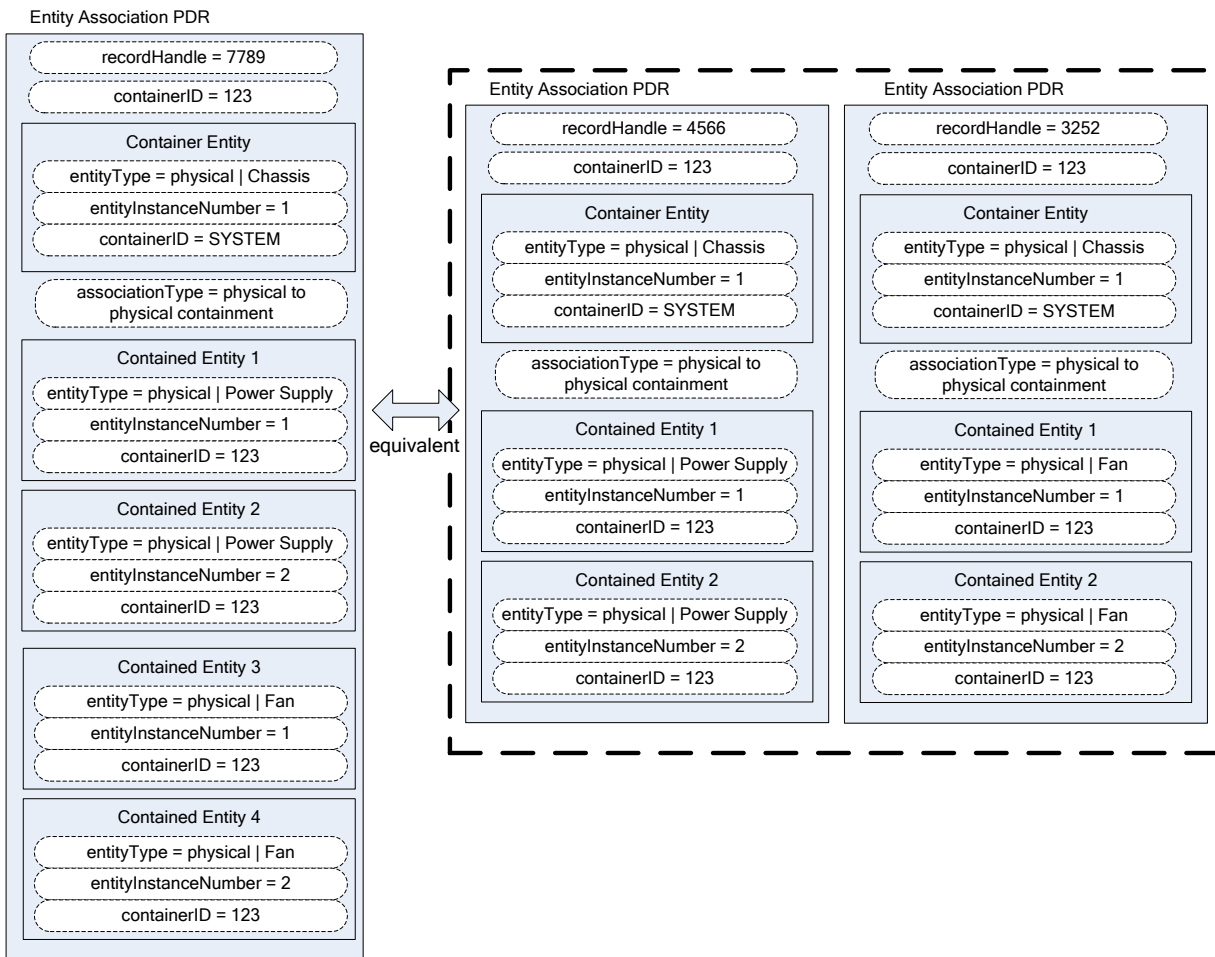 Entity Association PDR
recordHandle = 7789
containerID = 123
Container Entity
entityType = physical | Chassis
entityInstanceNumber = 1
containerID = SYSTEM
associationType = physical to
physical containment
Contained Entity 1
entityType = physical | Power Supply
entityInstanceNumber = 1
containerID = 123
Contained Entity 2
entityType = physical | Power Supply
entityInstanceNumber = 2
containerID = 123
Contained Entity 3
entityType = physical | Fan
entityInstanceNumber = 1
containerID = 123
Contained Entity 4
entityType = physical | Fan
entityInstanceNumber = 2
containerID = 123
equivalent
Entity Association PDR
recordHandle = 4566
containerID = 123
Container Entity
entityType = physical | Chassis
entityInstanceNumber = 1
containerID = SYSTEM
associationType = physical to
physical containment
Contained Entity 1
entityType = physical | Power Supply
entityInstanceNumber = 1
containerID = 123
Contained Entity 2
entityType = physical | Power Supply
entityInstanceNumber = 2
containerID = 123
Entity Association PDR
recordHandle = 3252
containerID = 123
Container Entity
entityType = physical | Chassis
entityInstanceNumber = 1
containerID = SYSTEM
associationType = physical to
physical containment
Contained Entity 1
entityType = physical | Fan
entityInstanceNumber = 1
containerID = 123
Contained Entity 2
entityType = physical | Fan
entityInstanceNumber = 2
containerID = 123